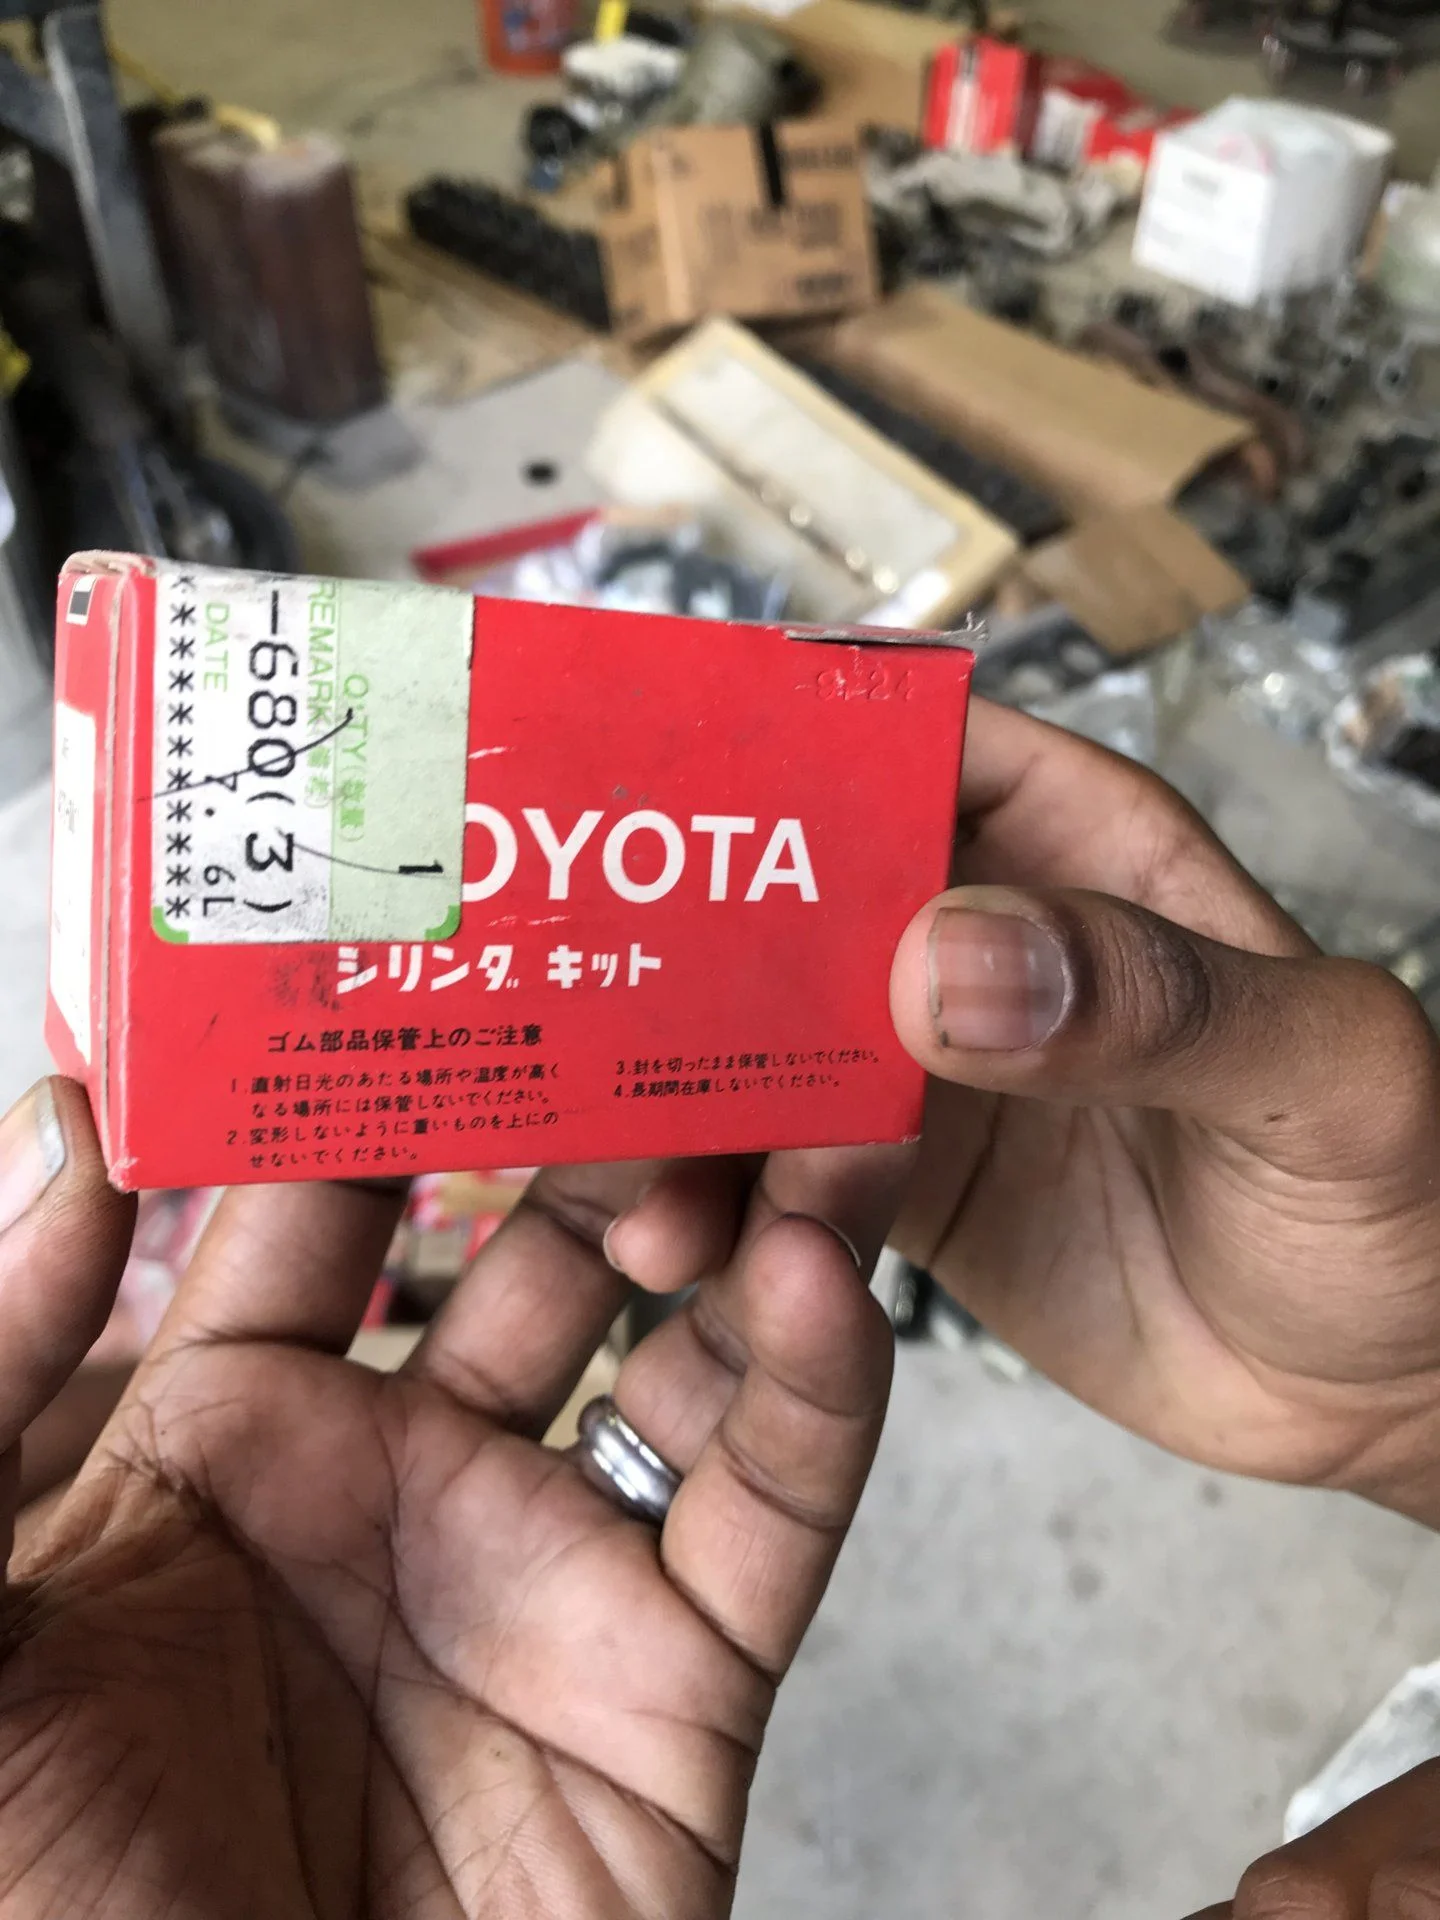 Q'TY(数量)
1
REMARK(備考)
-680(3)
7. 6L
DATE
**********
-91-24
OYOTA
シリンダ キット
ゴム部品保管上のご注意
1.直射日光のあたる場所や温度が高く
なる場所には保管しないでください。
2.変形しないように重いものを上にの
せないでください。
3.封を切ったまま保管しないでください。
4.長期間在庫しないでください。